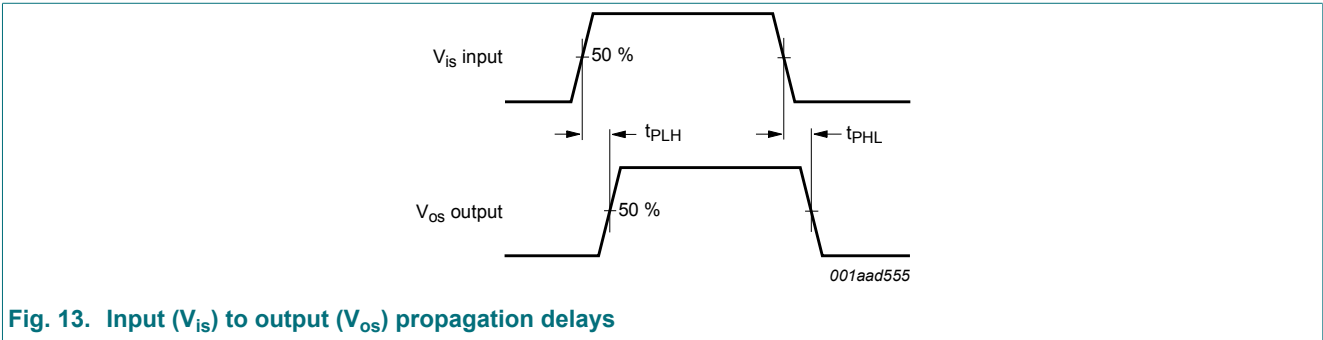 V_is input
50 %
t_PLH
t_PHL
V_os output
50 %
001aad555
Fig. 13. Input (V_is) to output (V_os) propagation delays